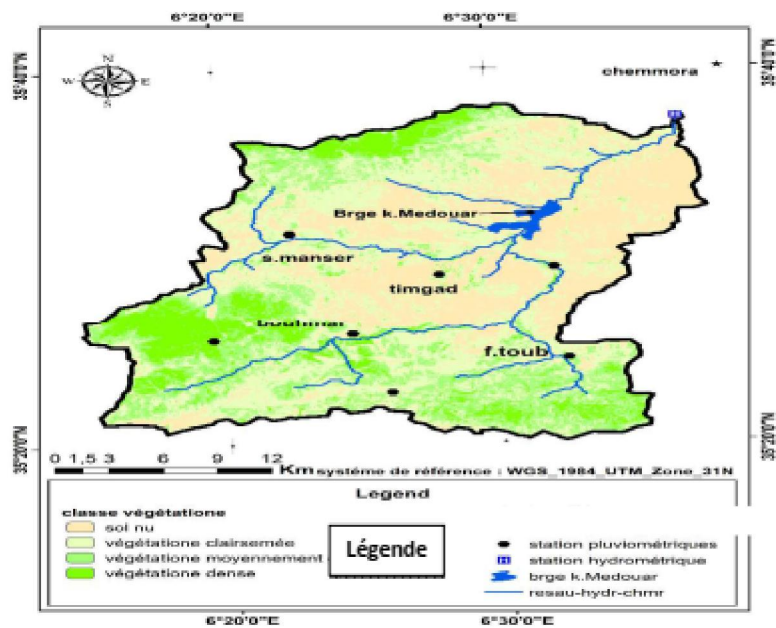 6°20'0"E 6°30'0"E
35°40'0"N
35°40'0"N
N
W E
S
chemmora
Brge k.Medouar
s.manser
timgad
f.toub
35°20'0"N
35°20'0"N
0 1,5 3 6 9 12
Km système de référence : WGS_1984_UTM_Zone_31N
Legend
classe végétatione
sol nu
végétatione clairsemée
végétatione moyennement
végétatione dense
Légende
station pluviométriques
station hydrométrique
brge k.Medouar
resau-hydr-chmr
6°20'0"E 6°30'0"E